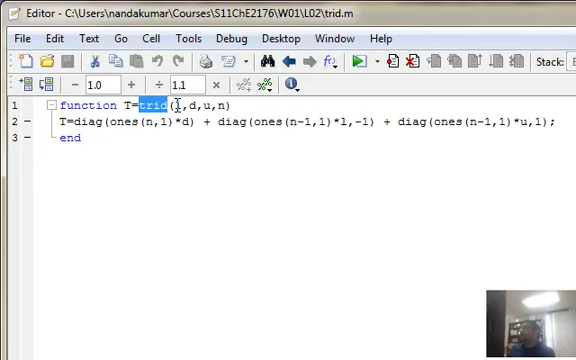 Editor - C:\Users\nandakumar\Courses\S11ChE2176\W01\L02\trid.m
File Edit Text Go Cell Tools Debug Desktop Window Help
- 1.0 + ÷ 1.1 × Stack:
1 function T=trid(l,d,u,n)
2 - T=diag(ones(n,1)*d) + diag(ones(n-1,1)*l,-1) + diag(ones(n-1,1)*u,1);
3 - end